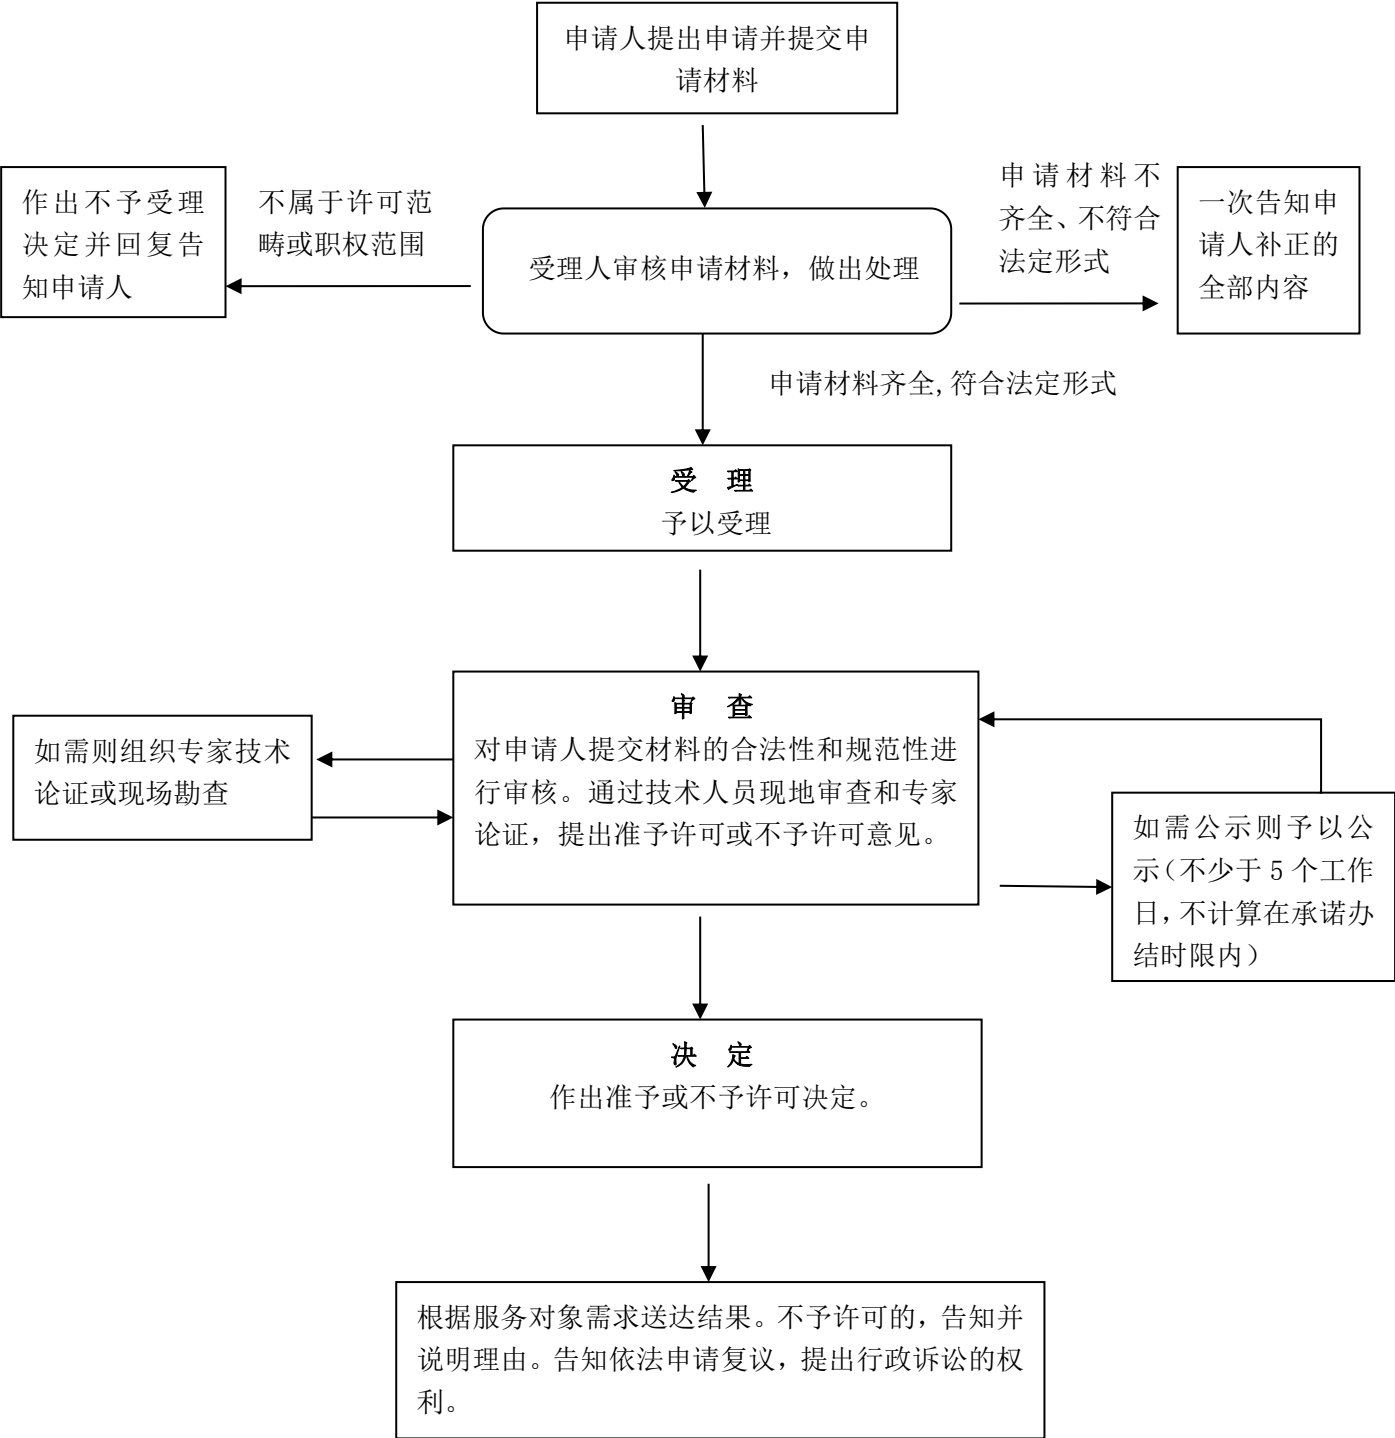 申请人提出申请并提交申
请材料
作出不予受理
决定并回复告
知申请人
不属于许可范
畴或职权范围
受理人审核申请材料，做出处理
申请材料不
齐全、不符合
法定形式
一次告知申
请人补正的
全部内容
申请材料齐全,符合法定形式
受 理
予以受理
审 查
对申请人提交材料的合法性和规范性进
行审核。通过技术人员现地审查和专家
论证，提出准予许可或不予许可意见。
如需则组织专家技术
论证或现场勘查
如需公示则予以公
示（不少于 5 个工作
日，不计算在承诺办
结时限内）
决 定
作出准予或不予许可决定。
根据服务对象需求送达结果。不予许可的，告知并
说明理由。告知依法申请复议，提出行政诉讼的权
利。